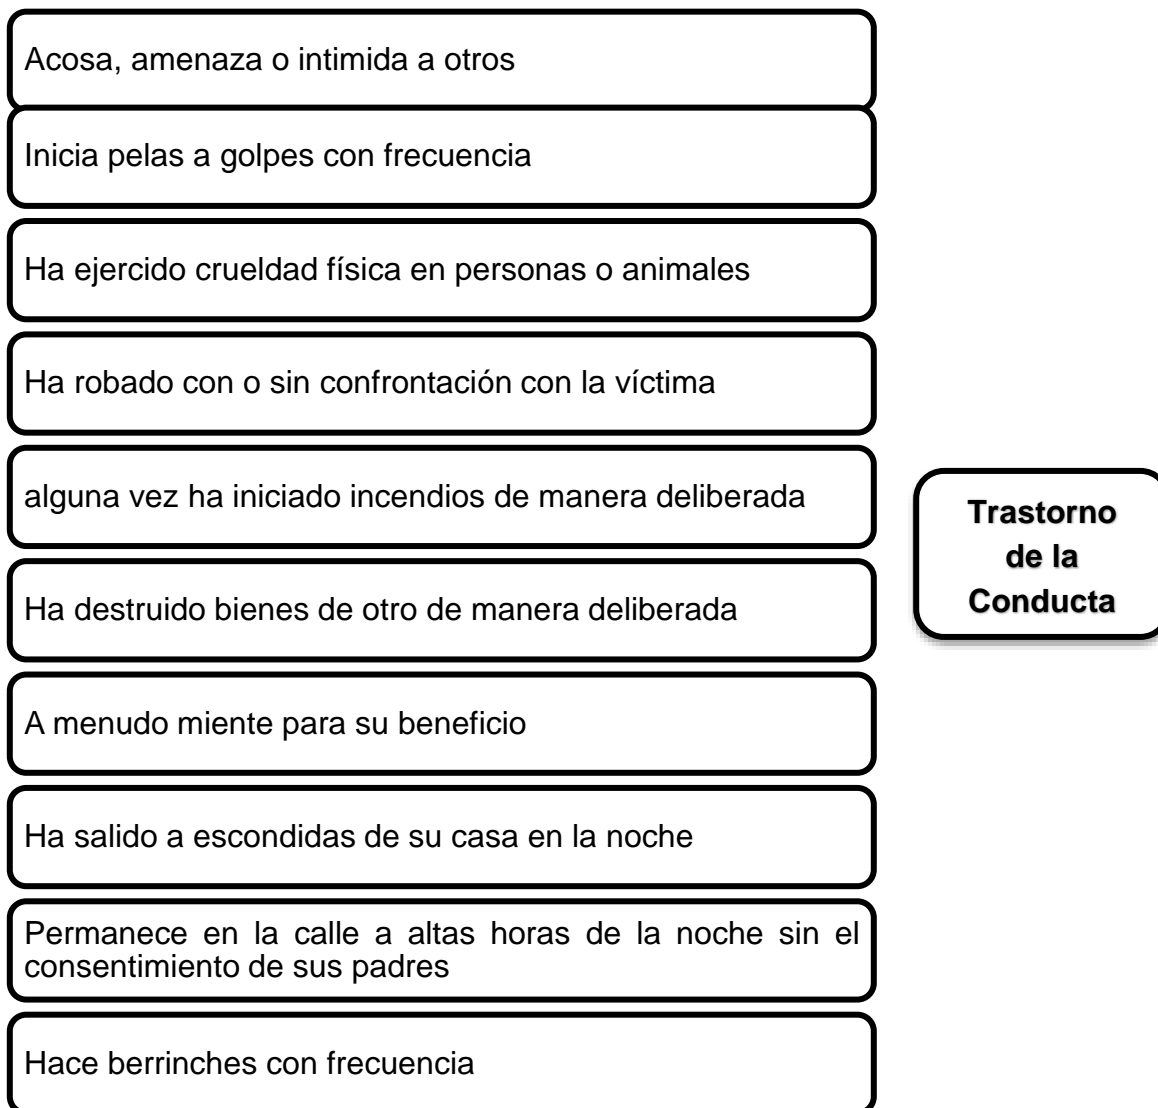 Acosa, amenaza o intimida a otros
Inicia pelas a golpes con frecuencia
Ha ejercido crueldad física en personas o animales
Ha robado con o sin confrontación con la víctima
alguna vez ha iniciado incendios de manera deliberada
Ha destruido bienes de otro de manera deliberada
A menudo miente para su beneficio
Ha salido a escondidas de su casa en la noche
Permanece en la calle a altas horas de la noche sin el
consentimiento de sus padres
Hace berrinches con frecuencia
Trastorno
de la
Conducta